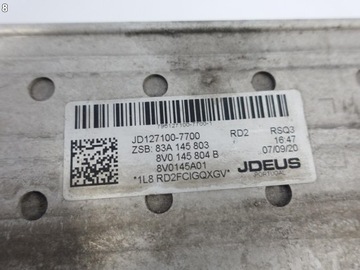 8
JD127100-7700 RD2 RSQ3
ZSB: 83A 145 803 16:47
8V0 145 804 B 07/09/20
8V0145A01 JDEUS
*1L8 RD2FCIGQXGV* PORTUGAL